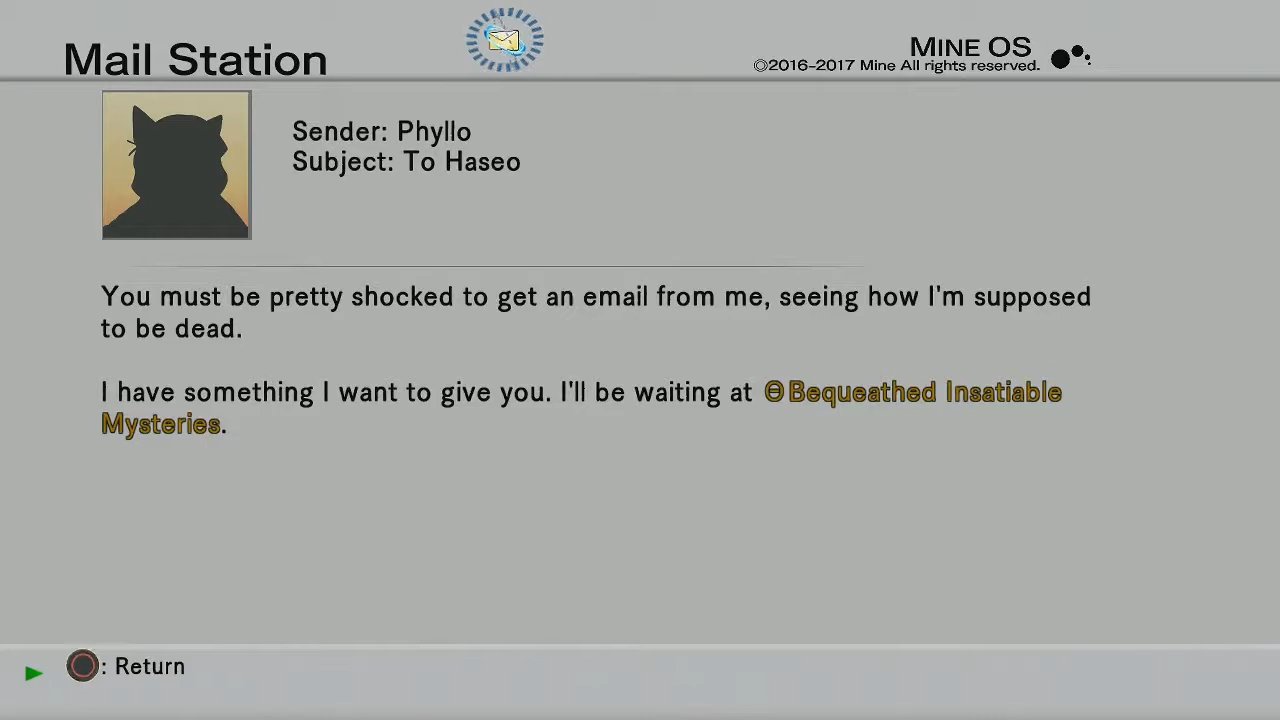 Mail Station
MINE OS
©2016-2017 Mine All rights reserved.
Sender: Phyllo
Subject: To Haseo
You must be pretty shocked to get an email from me, seeing how I'm supposed
to be dead.
I have something I want to give you. I'll be waiting at ΘBequeathed Insatiable
Mysteries.
: Return